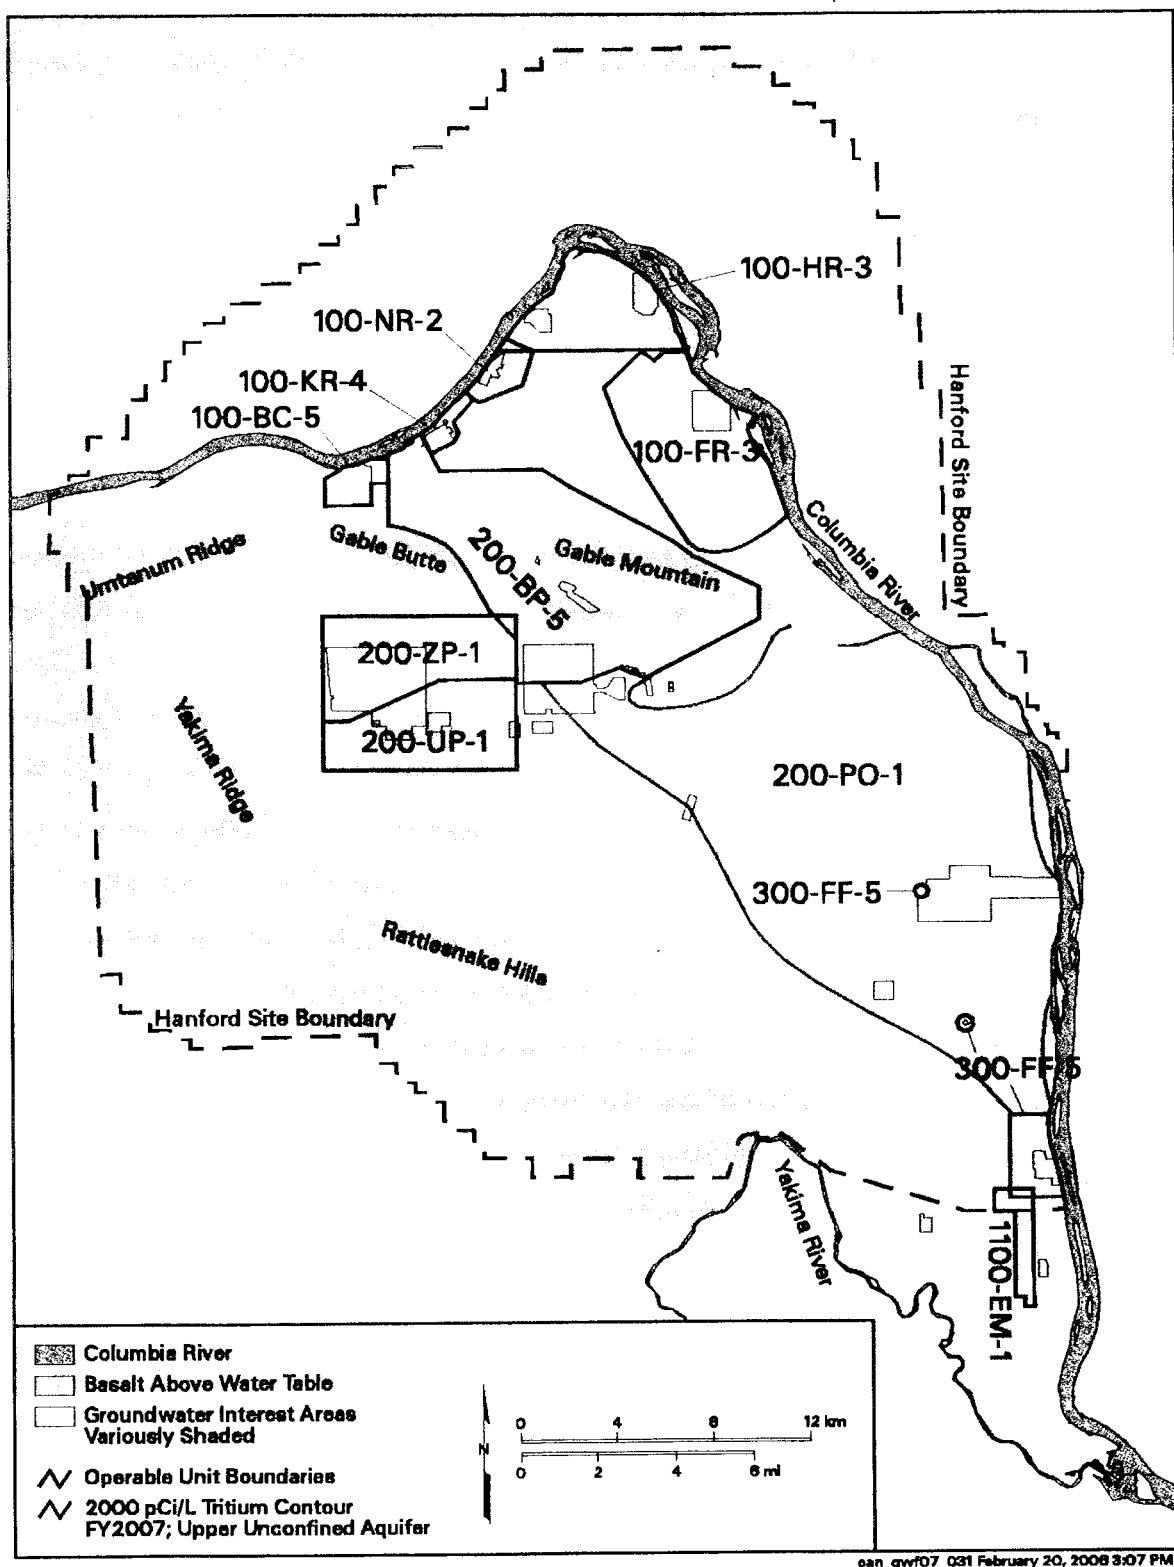 100-HR-3
100-NR-2
100-KR-4
100-BC-5
100-FR-3
Hanford Site Boundary
Columbia River
Umtanum Ridge
Gable Butte
200-BP-5
Gable Mountain
200-ZP-1
200-UP-1
Yakima Ridge
200-PO-1
300-FF-5
Rattlesnake Hills
Hanford Site Boundary
300-FF-5
Yakima River
1100-EM-1
Columbia River
Basalt Above Water Table
Groundwater Interest Areas
Variously Shaded
Operable Unit Boundaries
2000 pCi/L Tritium Contour
FY2007; Upper Unconfined Aquifer
N
0 4 8 12 km
0 2 4 6 mi
can_gwf07_031 February 20, 2008 3:07 PM